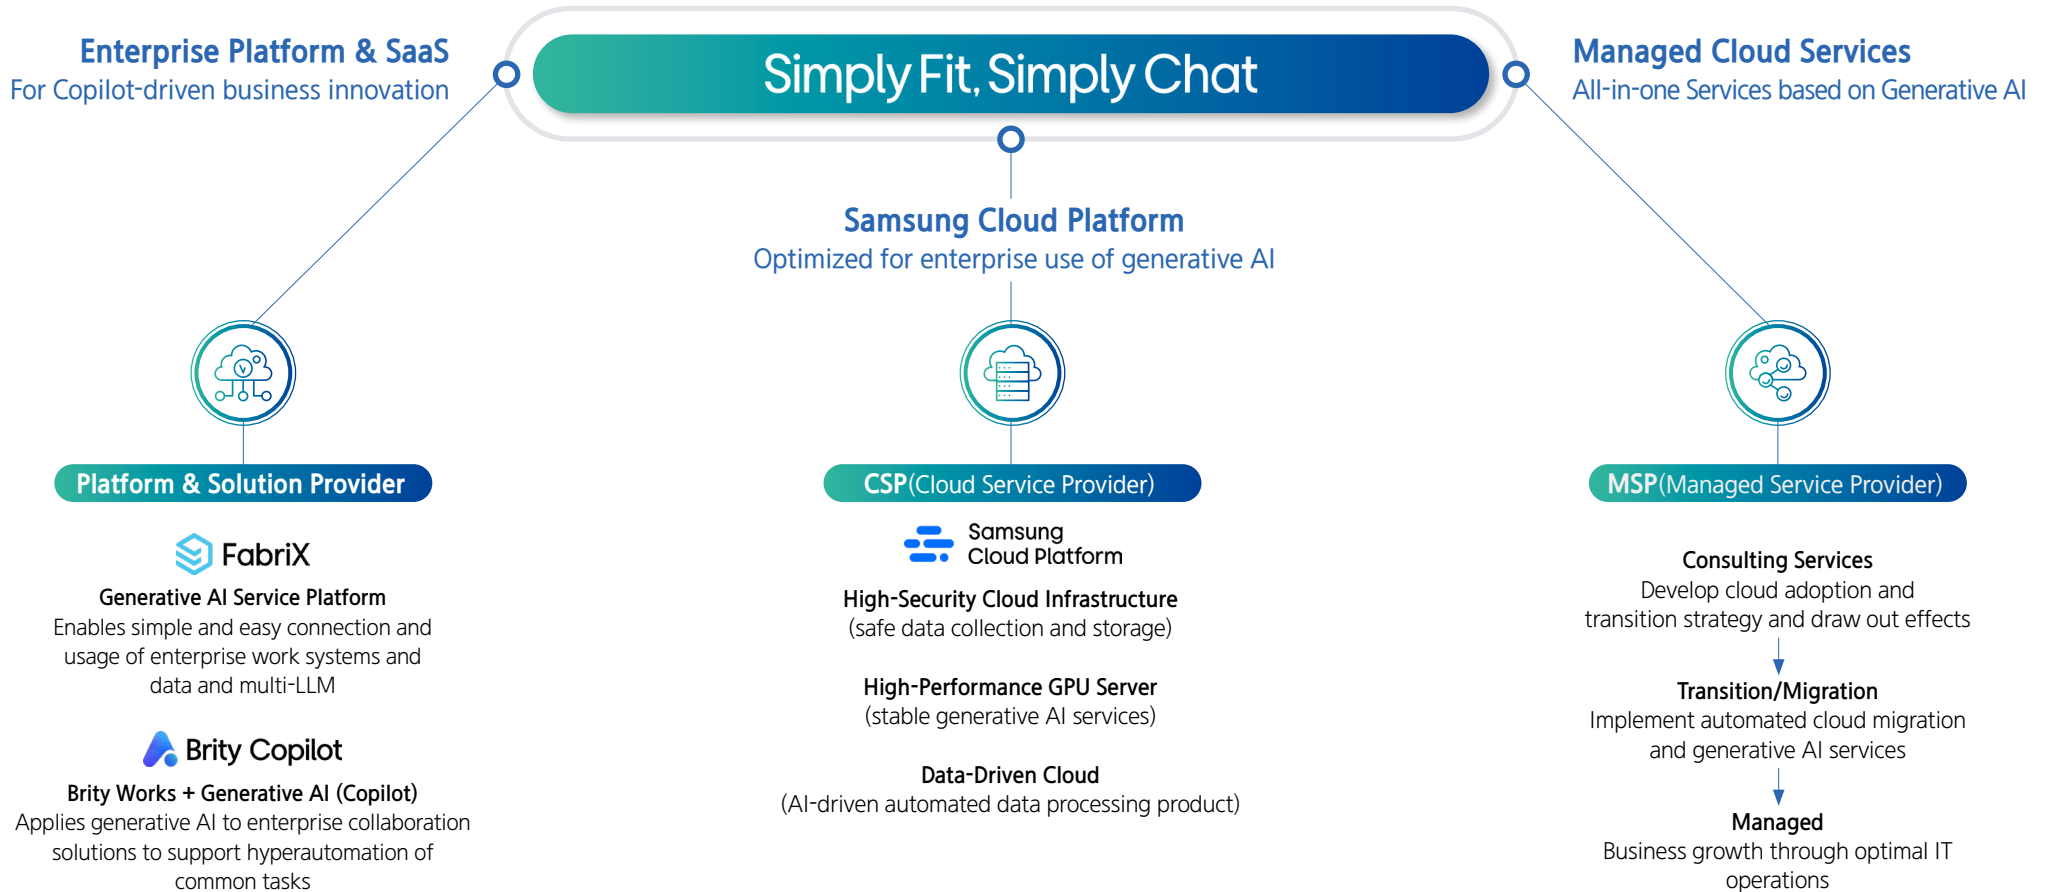 Enterprise Platform & SaaS
For Copilot-driven business innovation
Simply Fit, Simply Chat
Managed Cloud Services
All-in-one Services based on Generative AI
Samsung Cloud Platform
Optimized for enterprise use of generative AI
Platform & Solution Provider
FabriX
Generative AI Service Platform
Enables simple and easy connection and
usage of enterprise work systems and
data and multi-LLM
Brity Copilot
Brity Works + Generative AI (Copilot)
Applies generative AI to enterprise collaboration
solutions to support hyperautomation of
common tasks
CSP(Cloud Service Provider)
Samsung
Cloud Platform
High-Security Cloud Infrastructure
(safe data collection and storage)
High-Performance GPU Server
(stable generative AI services)
Data-Driven Cloud
(AI-driven automated data processing product)
MSP(Managed Service Provider)
Consulting Services
Develop cloud adoption and
transition strategy and draw out effects
Transition/Migration
Implement automated cloud migration
and generative AI services
Managed
Business growth through optimal IT
operations